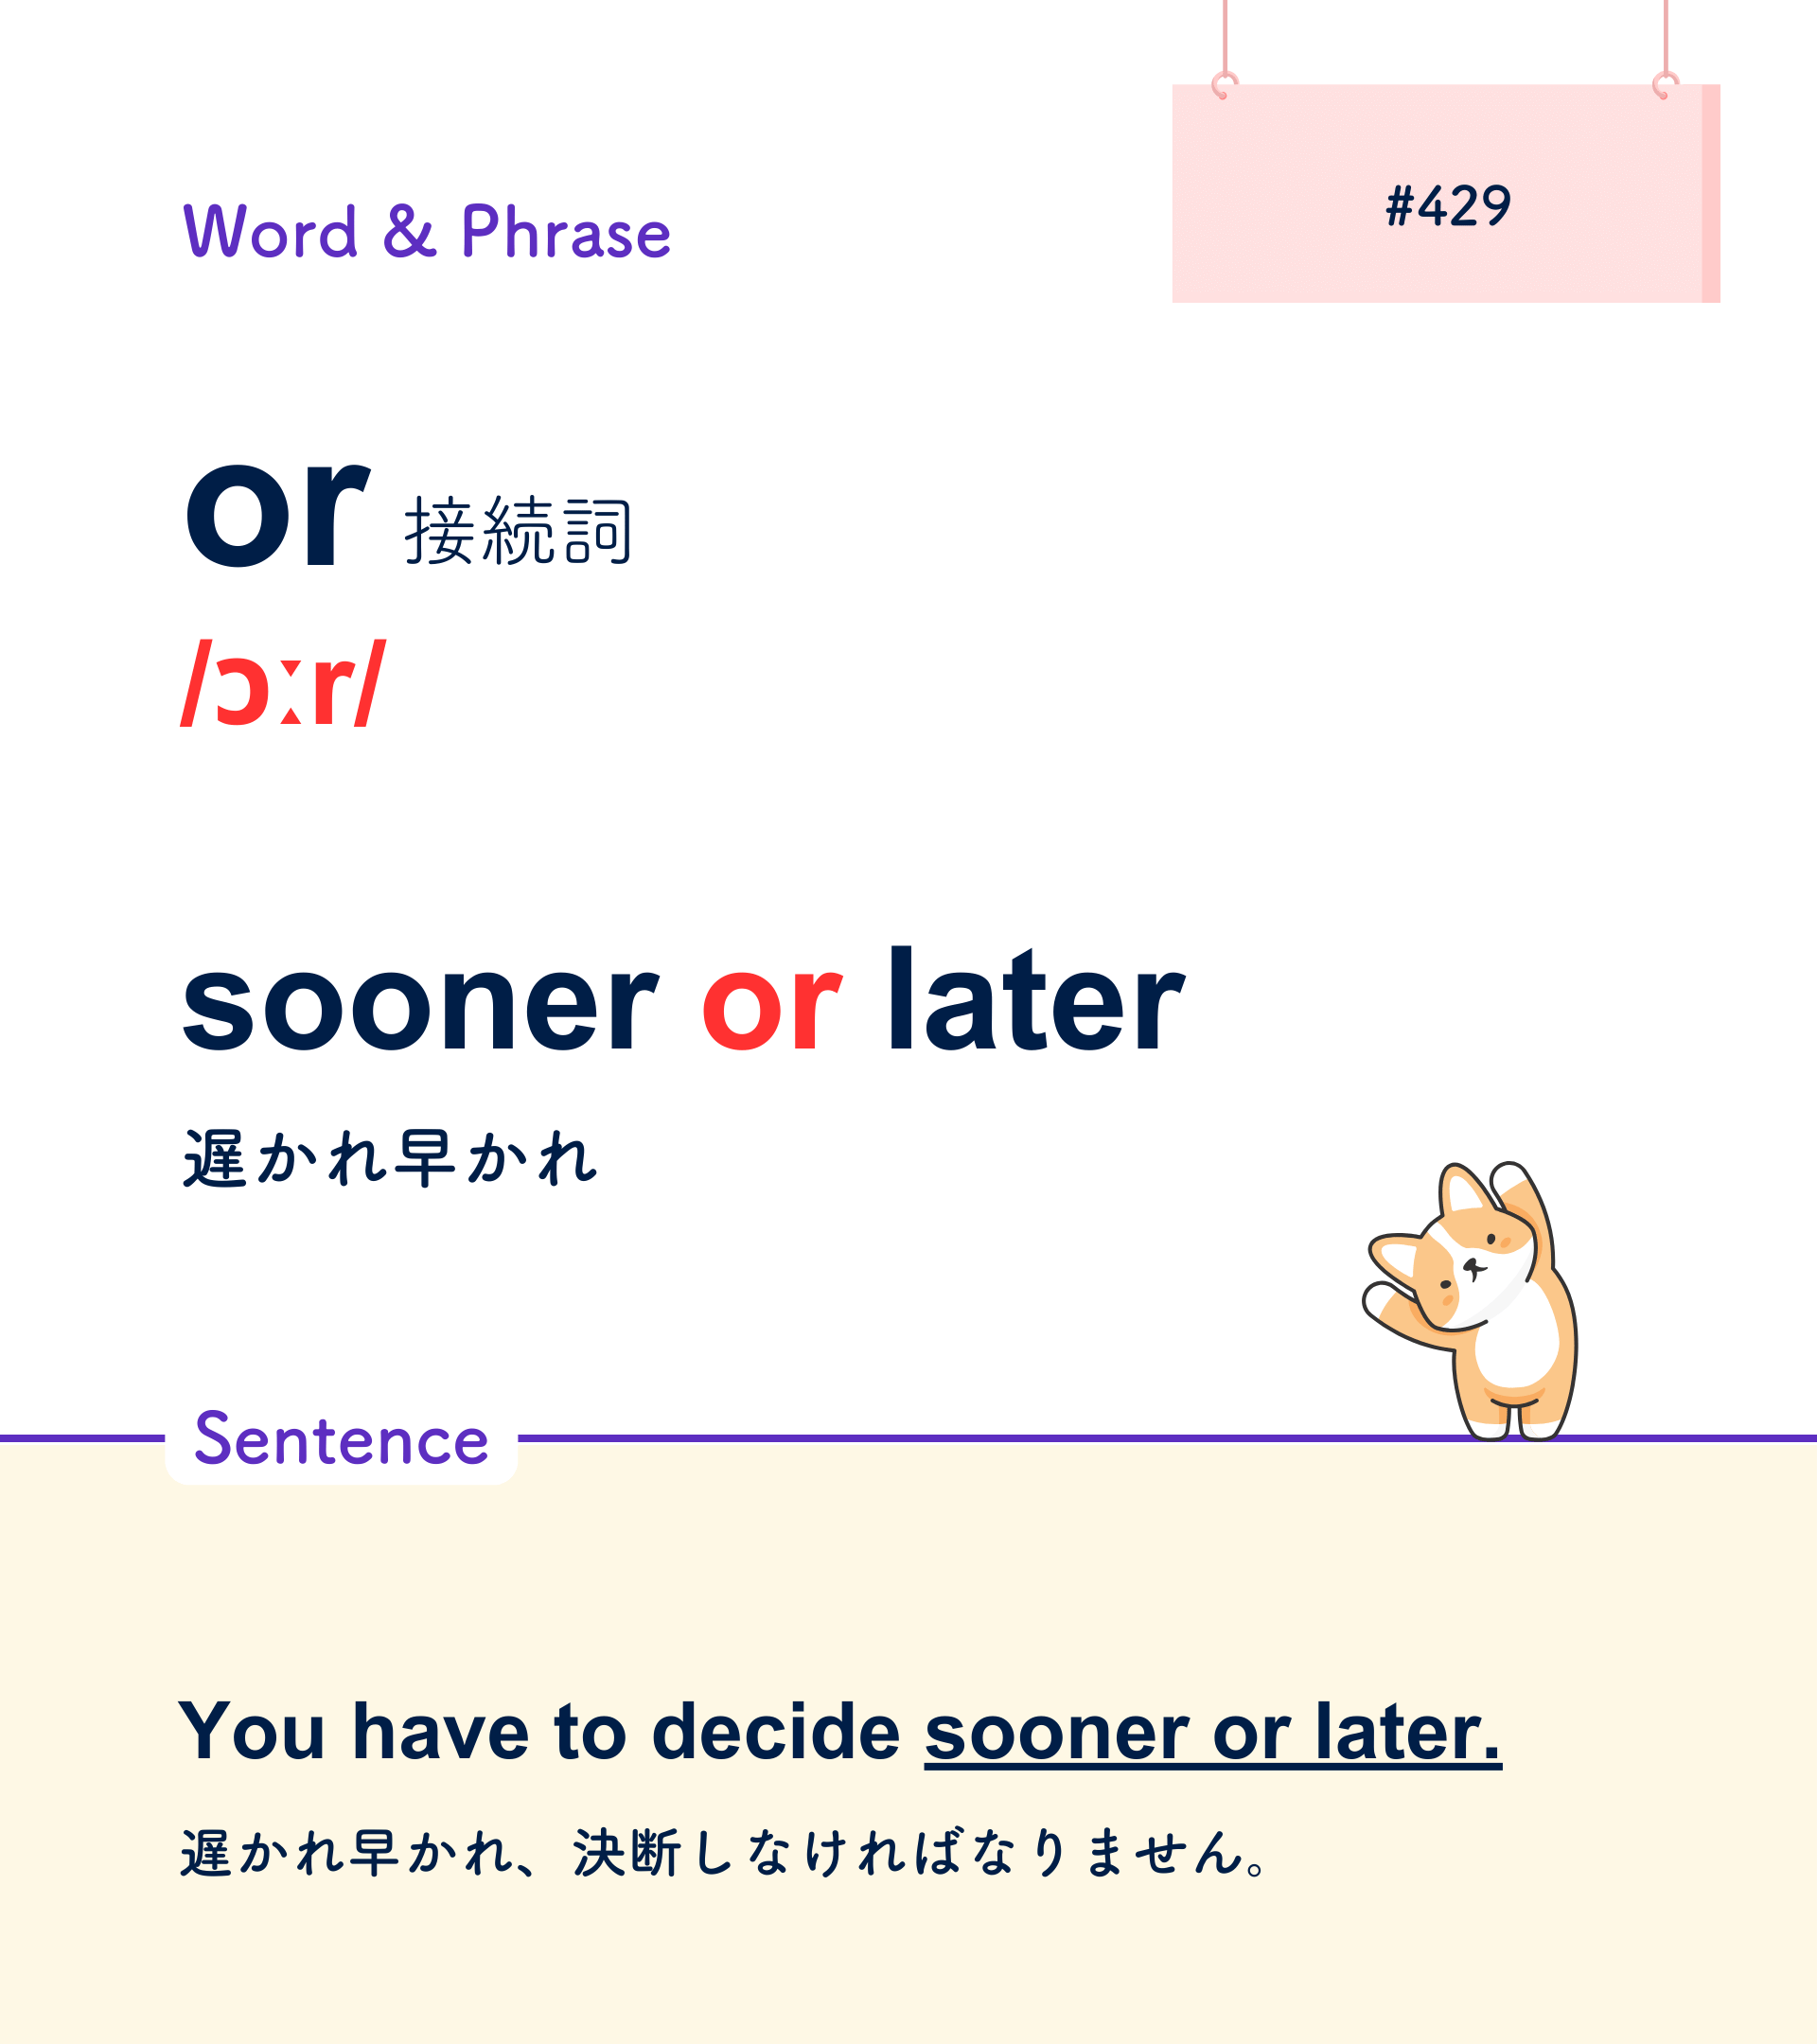 Word & Phrase
#429
or 接続詞
/ɔːr/
sooner or later
遅かれ早かれ
Sentence
You have to decide sooner or later.
遅かれ早かれ、決断しなければなりません。